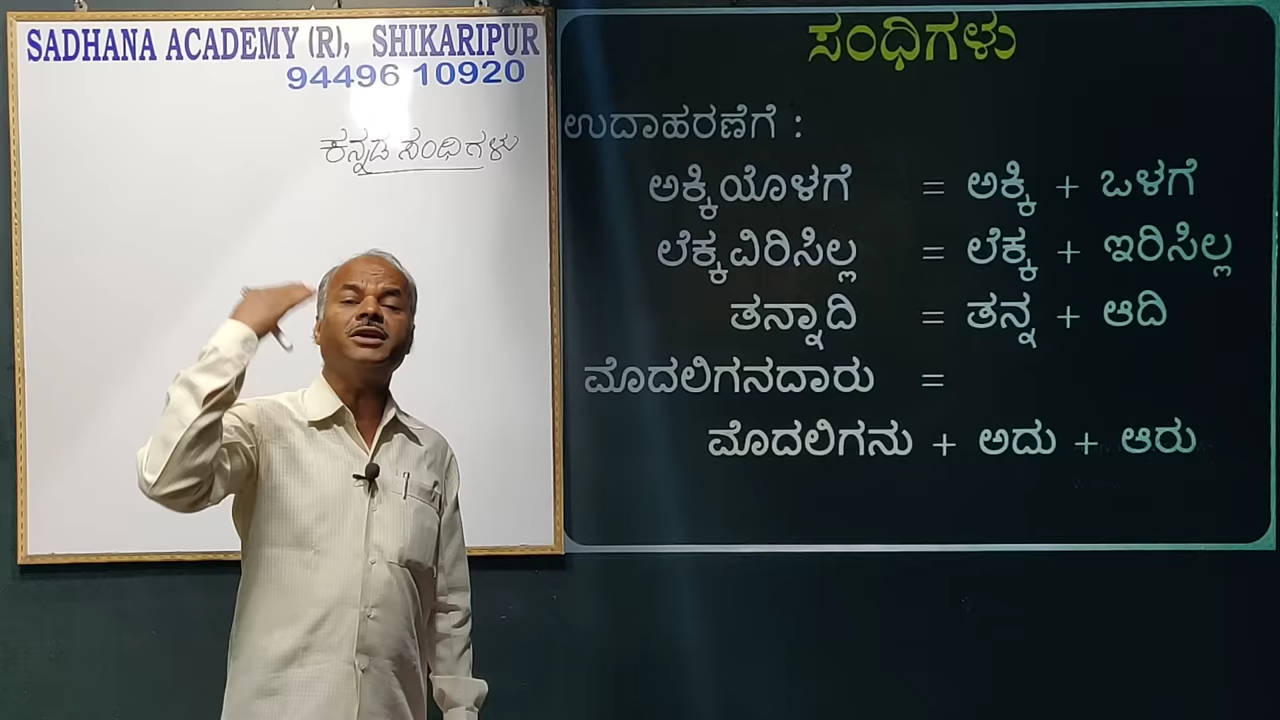 SADHANA ACADEMY (R), SHIKARIPUR
94496 10920
ಕನ್ನಡ ಸಂಧಿಗಳು
ಸಂಧಿಗಳು
ಉದಾಹರಣೆಗೆ :
ಅಕ್ಕಿಯೊಳಗೆ = ಅಕ್ಕಿ + ಒಳಗೆ
ಲೆಕ್ಕವಿರಿಸಿಲ್ಲ = ಲೆಕ್ಕ + ಇರಿಸಿಲ್ಲ
ತನ್ನಾದಿ = ತನ್ನ + ಆದಿ
ಮೊದಲಿಗನದಾರು =
ಮೊದಲಿಗನು + ಅದು + ಆರು